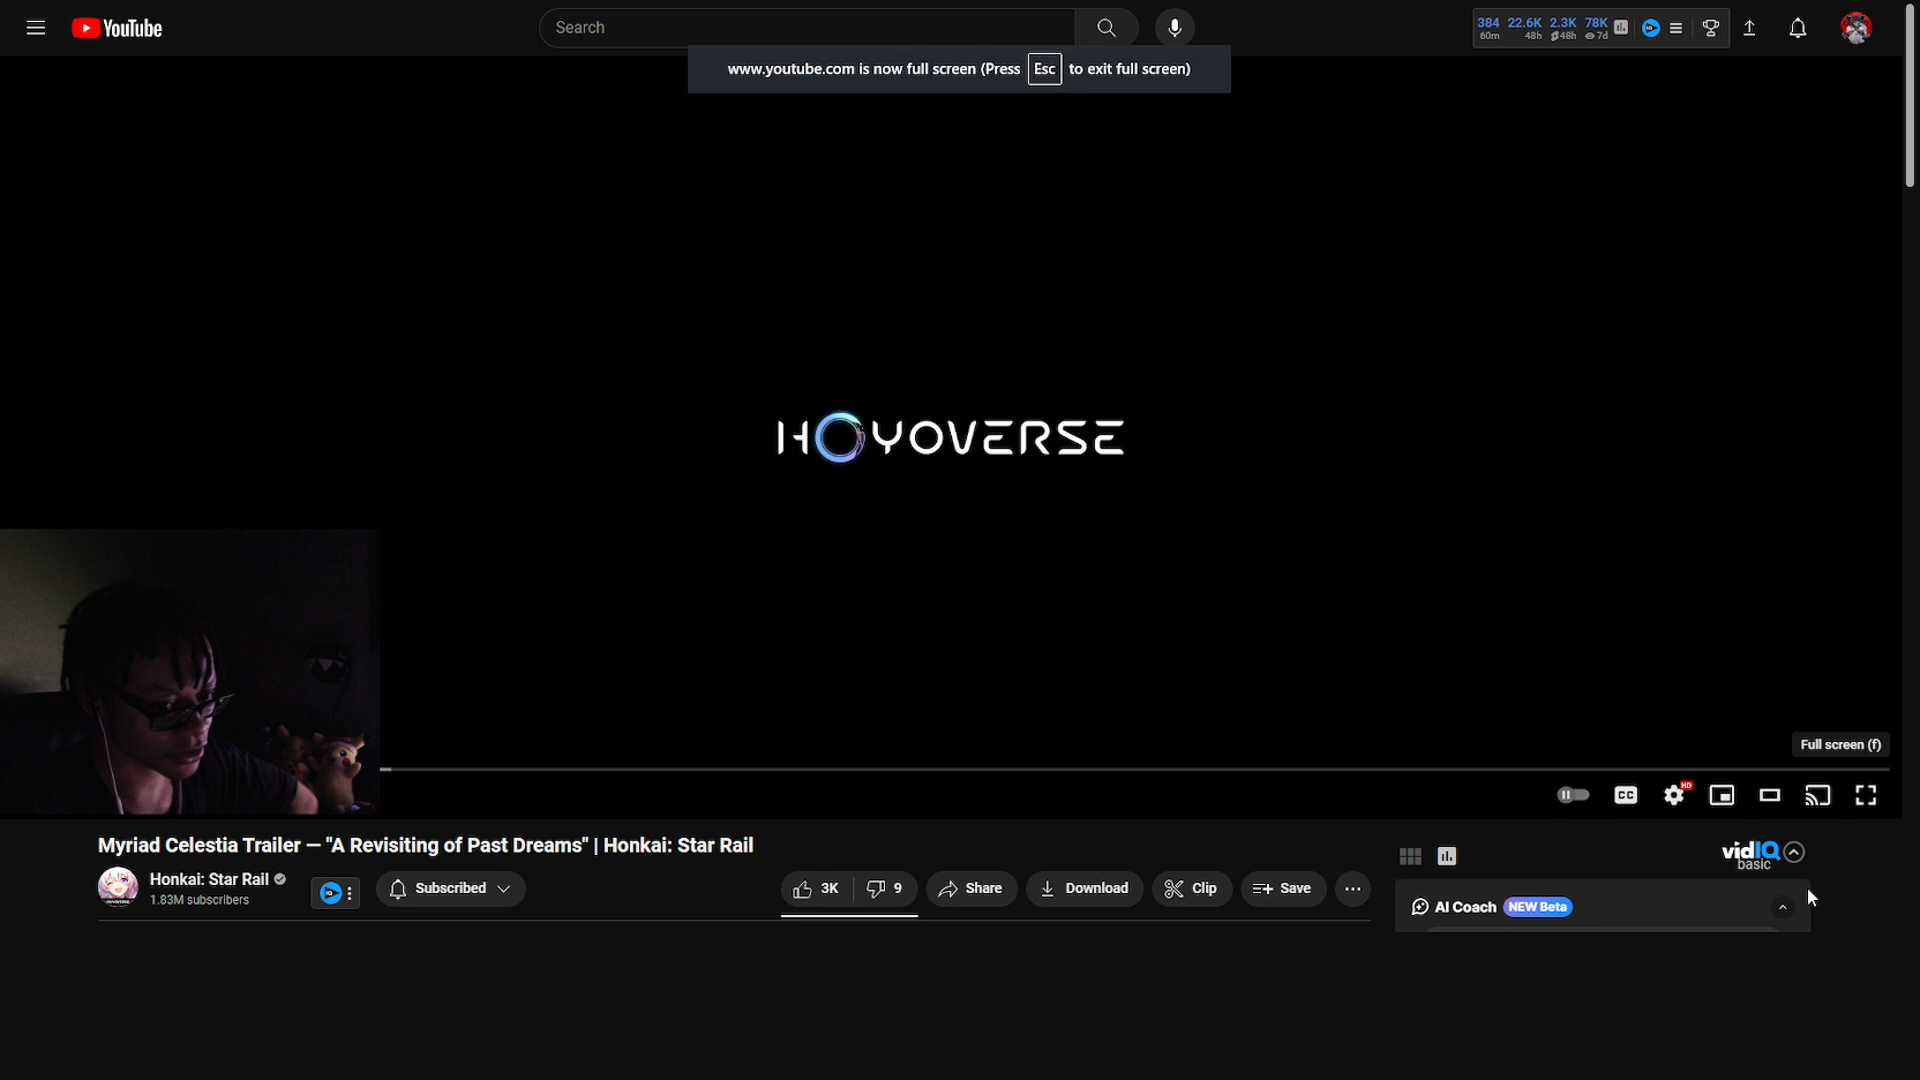 YouTube
Search
384 22.6K 2.3K 78K
60m 48h 48h 7d
www.youtube.com is now full screen (Press Esc to exit full screen)
HOYOVERSE
Full screen (f)
CC
HD
Myriad Celestia Trailer — "A Revisiting of Past Dreams" | Honkai: Star Rail
Honkai: Star Rail
1.83M subscribers
Subscribed
3K
9
Share
Download
Clip
Save
vidIQ
basic
AI Coach NEW Beta